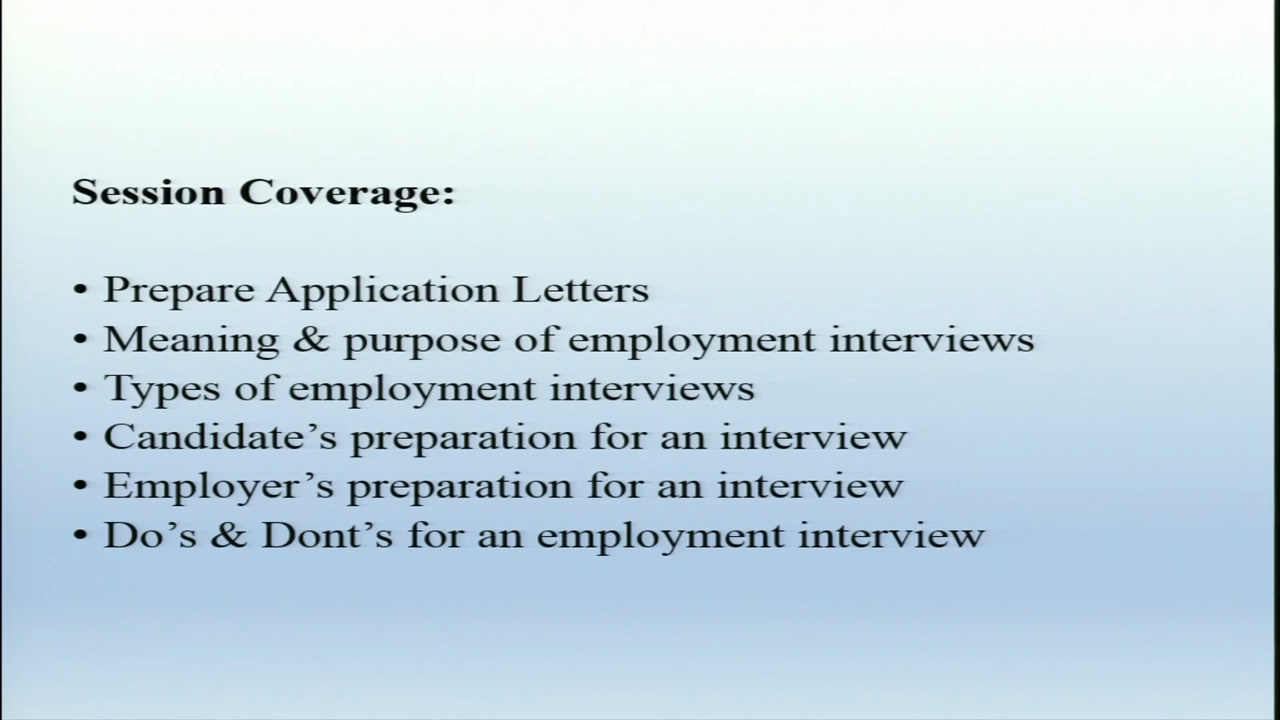 Session Coverage:
• Prepare Application Letters
• Meaning & purpose of employment interviews
• Types of employment interviews
• Candidate’s preparation for an interview
• Employer’s preparation for an interview
• Do’s & Dont’s for an employment interview